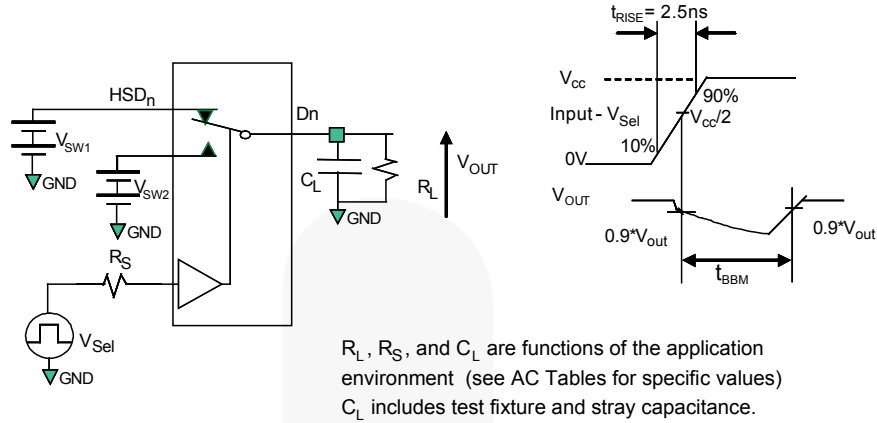 tRISE = 2.5ns
HSDn
Dn
VSW1
GND
VSW2
GND
CL
RL
VOUT
GND
RS
VSel
GND
Vcc
90%
Input - VSel
Vcc/2
10%
0V
VOUT
0.9*Vout
0.9*Vout
tBBM
RL , RS, and CL are functions of the application
environment (see AC Tables for specific values)
CL includes test fixture and stray capacitance.